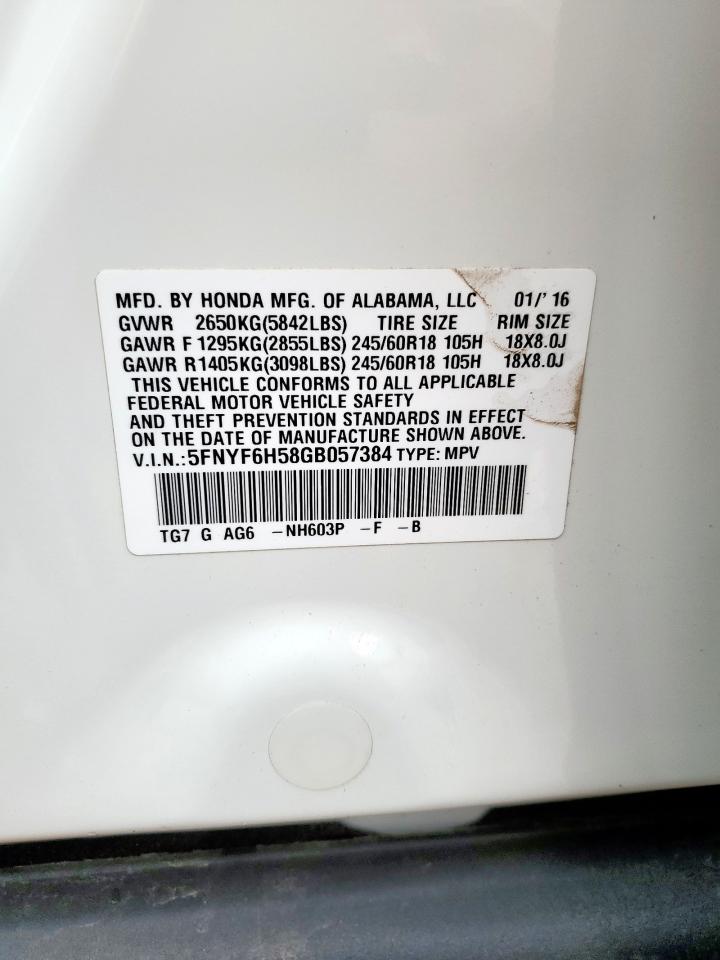 MFD. BY HONDA MFG. OF ALABAMA, LLC 01/'16
GVWR 2650KG(5842LBS) TIRE SIZE RIM SIZE
GAWR F 1295KG(2855LBS) 245/60R18 105H 18X8.0J
GAWR R1405KG(3098LBS) 245/60R18 105H 18X8.0J
THIS VEHICLE CONFORMS TO ALL APPLICABLE
FEDERAL MOTOR VEHICLE SAFETY
AND THEFT PREVENTION STANDARDS IN EFFECT
ON THE DATE OF MANUFACTURE SHOWN ABOVE.
V.I.N.:5FNYF6H58GB057384 TYPE: MPV
TG7 G AG6 -NH603P -F -B